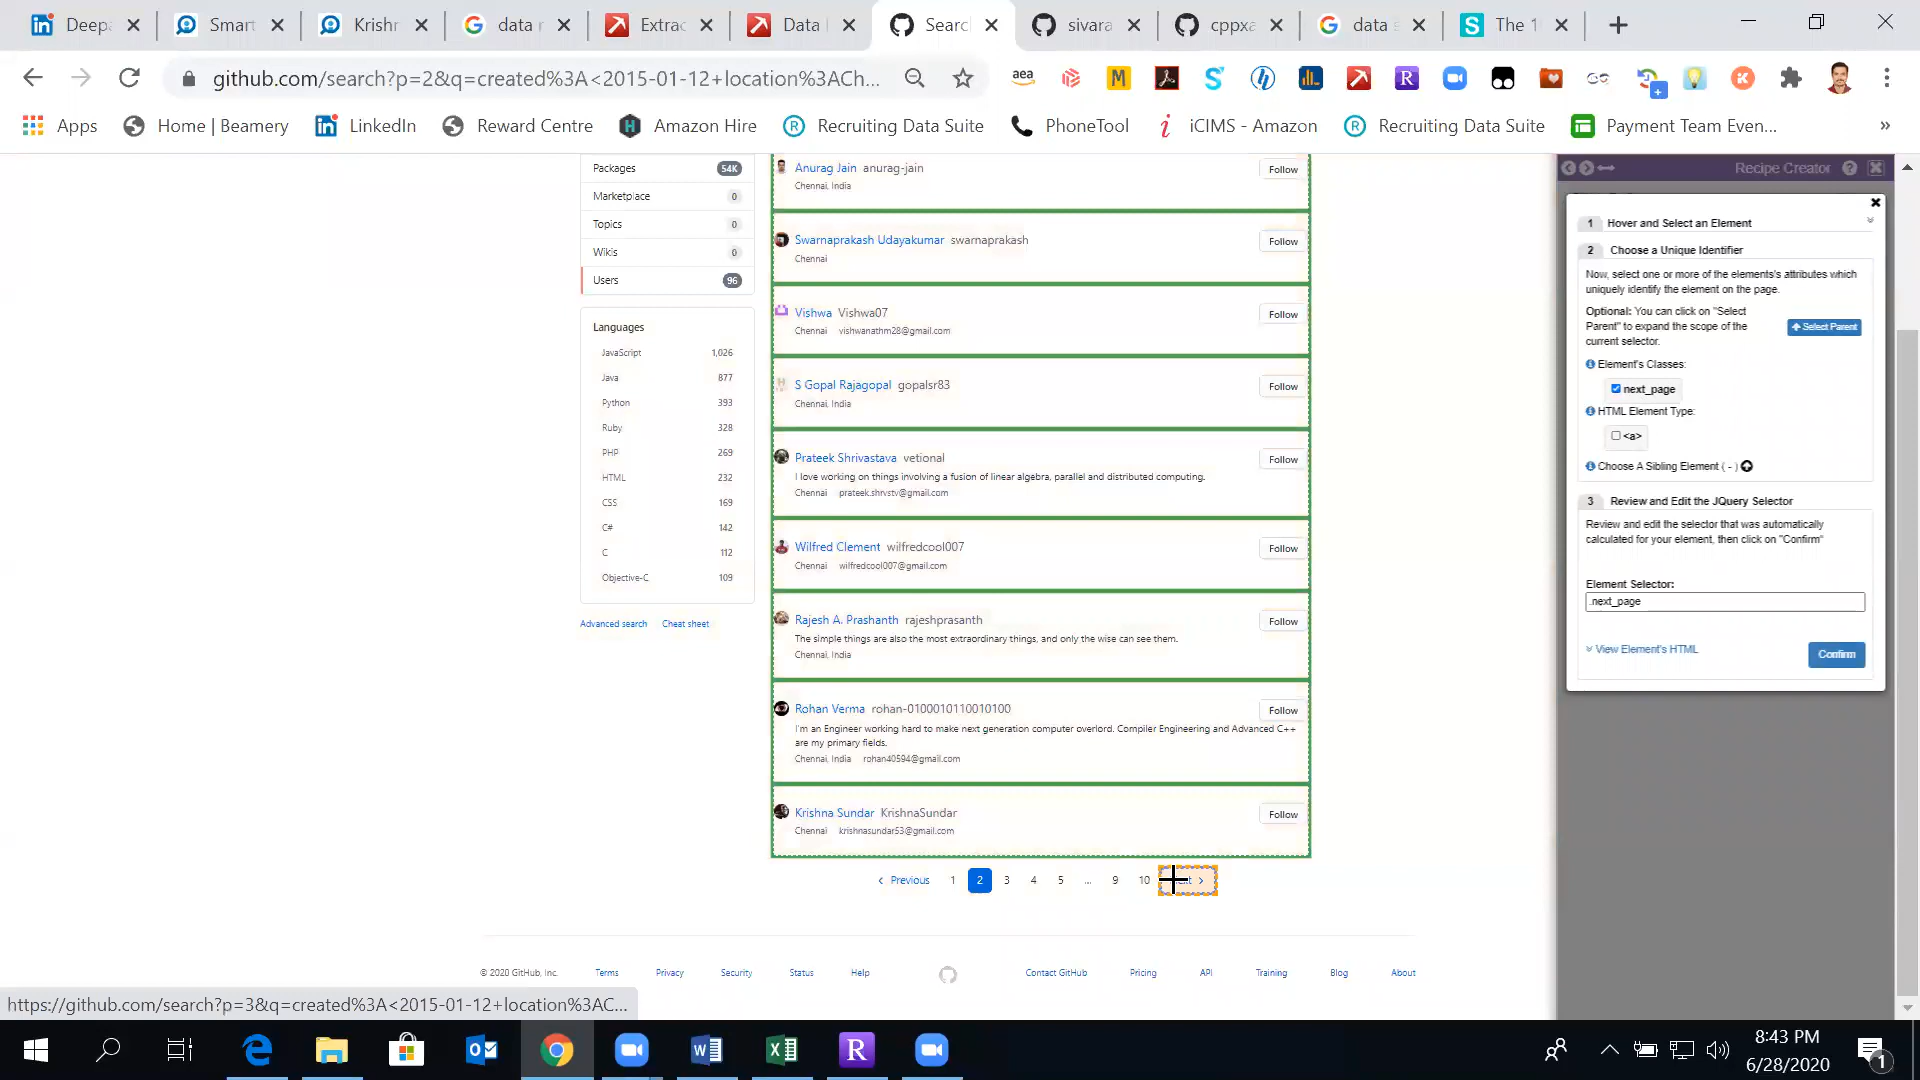 Deepa
Smart
Krishn
data r
Extrac
Data
Searc
sivara
cppxa
data s
The 1
github.com/search?p=2&q=created%3A<2015-01-12+location%3ACh...
aea
Apps
Home | Beamery
LinkedIn
Reward Centre
Amazon Hire
Recruiting Data Suite
PhoneTool
iCIMS - Amazon
Recruiting Data Suite
Payment Team Even...
»
Packages 54K
Marketplace 0
Topics 0
Wikis 0
Users 96
Languages
JavaScript 1,026
Java 877
Python 393
Ruby 328
PHP 269
HTML 232
CSS 169
C# 142
C 112
Objective-C 109
Advanced search Cheat sheet
Anurag Jain anurag-jain Follow
Chennai, India
Swarnaprakash Udayakumar swarnaprakash Follow
Chennai
Vishwa Vishwa07 Follow
Chennai vishwanathm28@gmail.com
S Gopal Rajagopal gopalsr83 Follow
Chennai, India
Prateek Shrivastava vetional Follow
I love working on things involving a fusion of linear algebra, parallel and distributed computing.
Chennai prateek.shrvstv@gmail.com
Wilfred Clement wilfredcool007 Follow
Chennai wilfredcool007@gmail.com
Rajesh A. Prashanth rajeshprasanth Follow
The simple things are also the most extraordinary things, and only the wise can see them.
Chennai, India
Rohan Verma rohan-0100010110010100 Follow
I'm an Engineer working hard to make next generation computer overlord. Compiler Engineering and Advanced C++
are my primary fields.
Chennai, India rohan40594@gmail.com
Krishna Sundar KrishnaSundar Follow
Chennai krishnasundar53@gmail.com
Previous 1 2 3 4 5 ... 9 10
© 2020 GitHub, Inc. Terms Privacy Security Status Help Contact GitHub Pricing API Training Blog About
https://github.com/search?p=3&q=created%3A<2015-01-12+location%3AC...
Recipe Creator
1 Hover and Select an Element
2 Choose a Unique Identifier
Now, select one or more of the elements's attributes which
uniquely identify the element on the page.
Optional: You can click on "Select
Parent" to expand the scope of the
current selector.
Select Parent
Element's Classes:
next_page
HTML Element Type:
<a>
Choose A Sibling Element ( - )
3 Review and Edit the JQuery Selector
Review and edit the selector that was automatically
calculated for your element, then click on "Confirm"
Element Selector:
.next_page
View Element's HTML
Confirm
8:43 PM
6/28/2020
1